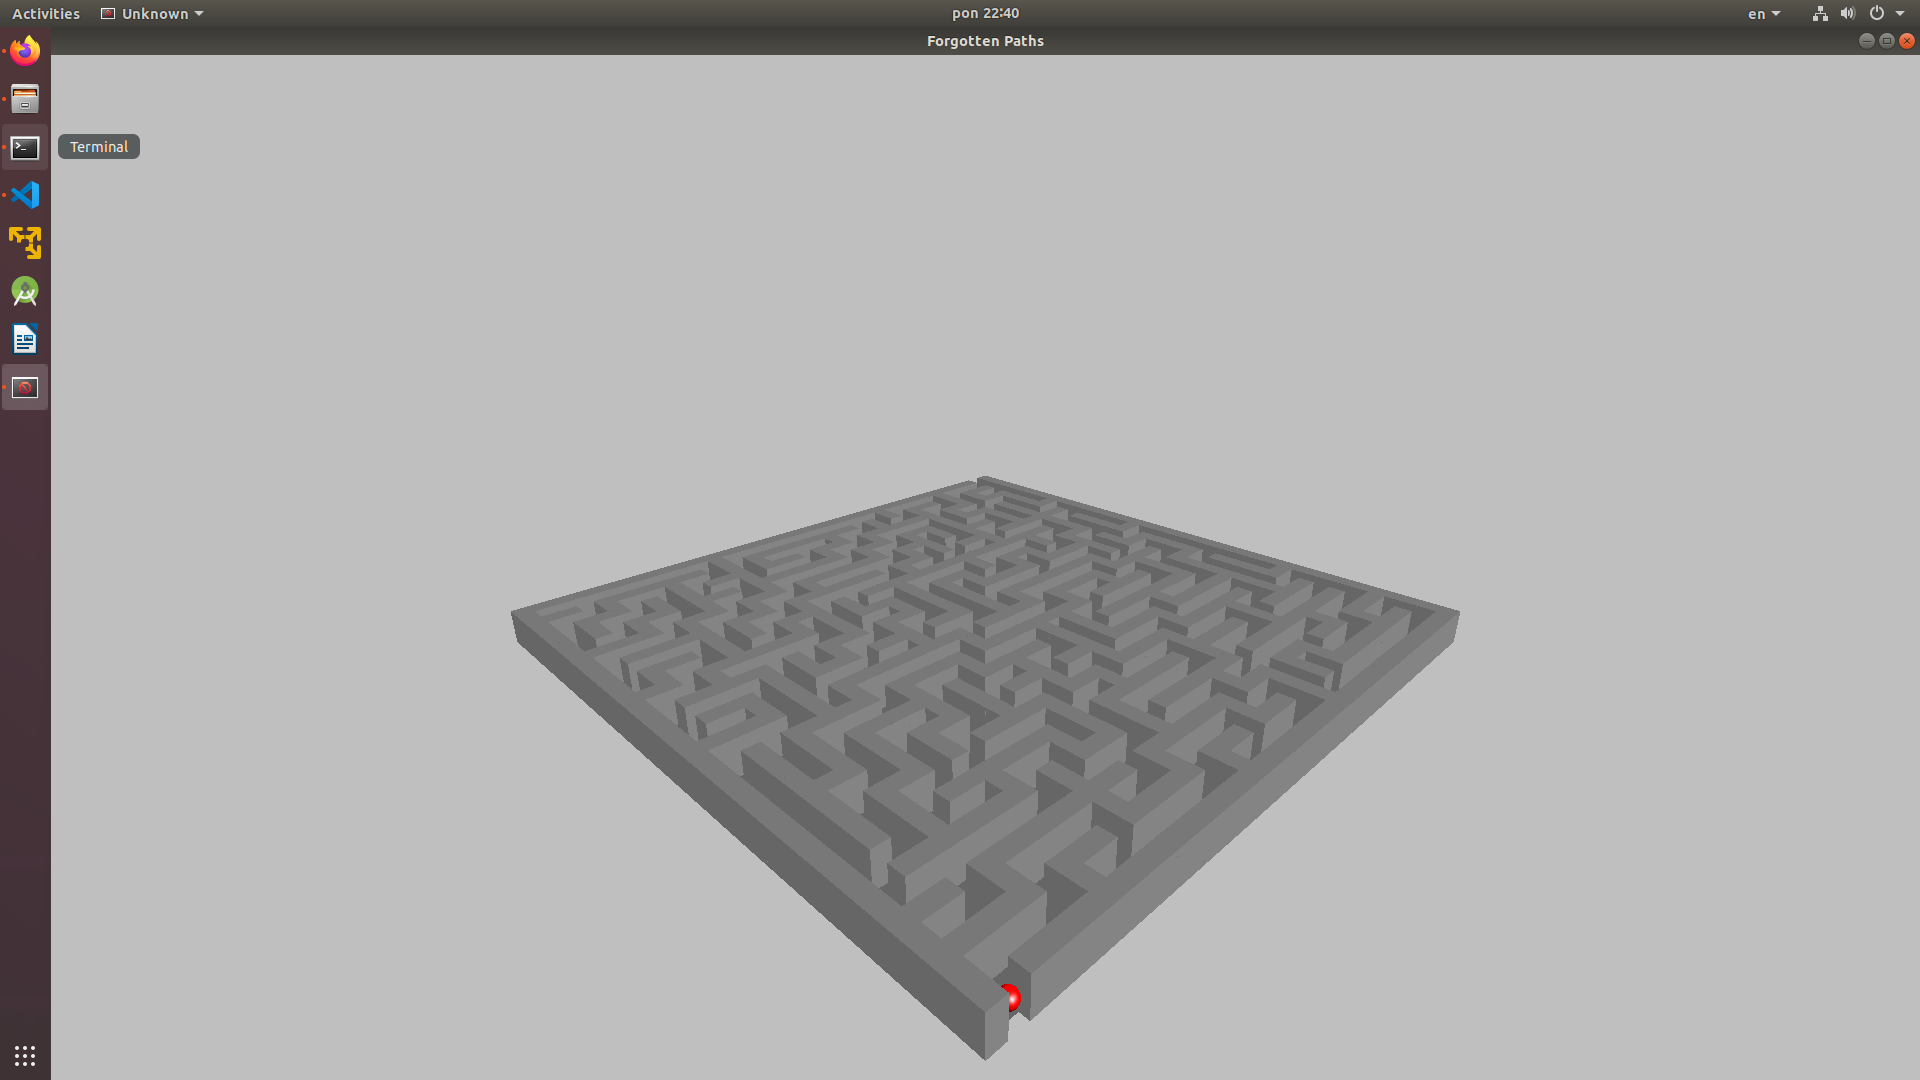 Activities
Unknown
pon 22:40
en
Forgotten Paths
Terminal